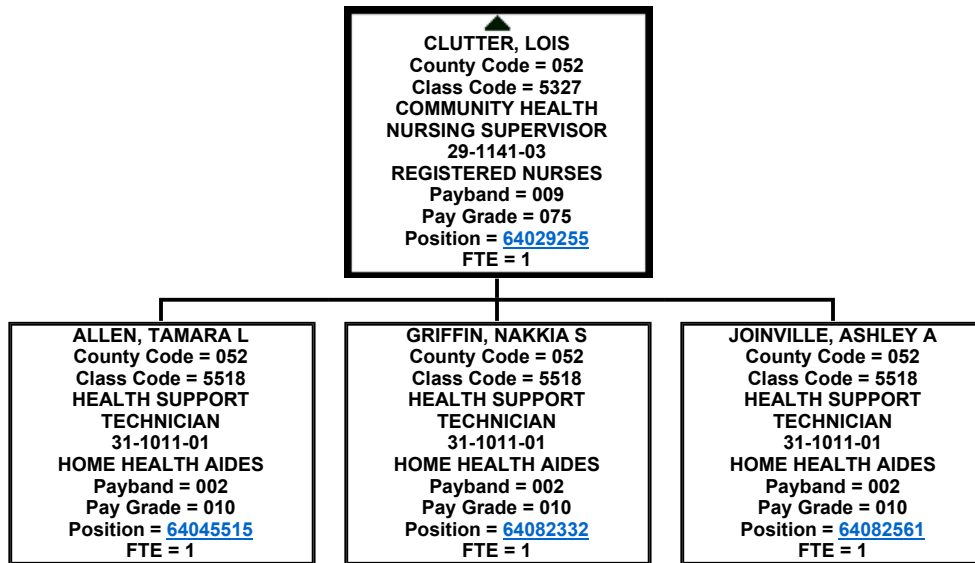 CLUTTER, LOIS
County Code = 052
Class Code = 5327
COMMUNITY HEALTH
NURSING SUPERVISOR
29-1141-03
REGISTERED NURSES
Payband = 009
Pay Grade = 075
Position = 64029255
FTE = 1
ALLEN, TAMARA L
County Code = 052
Class Code = 5518
HEALTH SUPPORT
TECHNICIAN
31-1011-01
HOME HEALTH AIDES
Payband = 002
Pay Grade = 010
Position = 64045515
FTE = 1
GRIFFIN, NAKKIA S
County Code = 052
Class Code = 5518
HEALTH SUPPORT
TECHNICIAN
31-1011-01
HOME HEALTH AIDES
Payband = 002
Pay Grade = 010
Position = 64082332
FTE = 1
JOINVILLE, ASHLEY A
County Code = 052
Class Code = 5518
HEALTH SUPPORT
TECHNICIAN
31-1011-01
HOME HEALTH AIDES
Payband = 002
Pay Grade = 010
Position = 64082561
FTE = 1